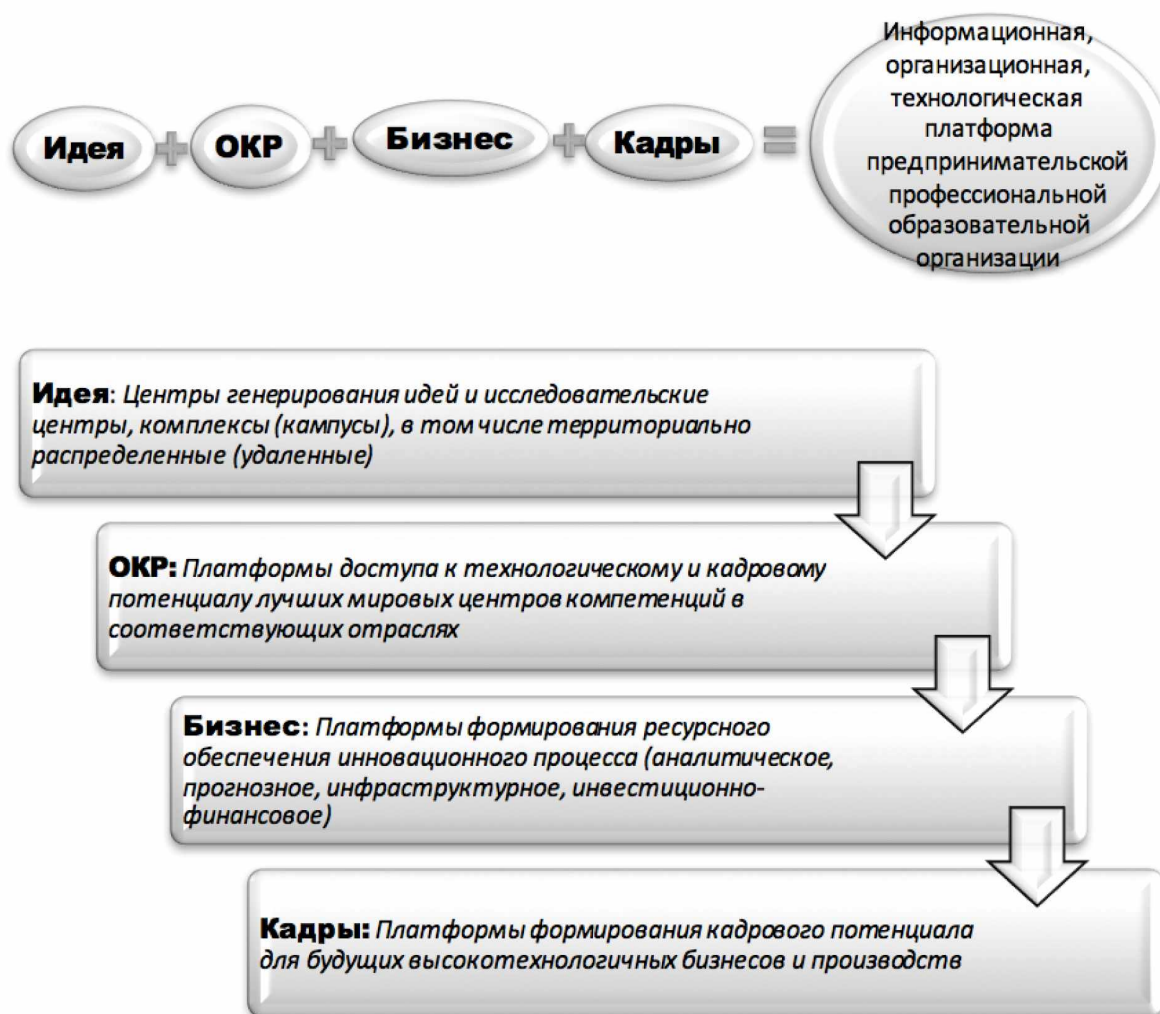 Идея + ОКР + Бизнес + Кадры =
Информационная,
организационная,
технологическая
платформа
предпринимательской
профессиональной
образовательной
организации
Идея: Центры генерирования идей и исследовательские
центры, комплексы (кампусы), в том числе территориально
распределенные (удаленные)
ОКР: Платформы доступа к технологическому и кадровому
потенциалу лучших мировых центров компетенций в
соответствующих отраслях
Бизнес: Платформы формирования ресурсного
обеспечения инновационного процесса (аналитическое,
прогнозное, инфраструктурное, инвестиционно-
финансовое)
Кадры: Платформы формирования кадрового потенциала
для будущих высокотехнологичных бизнесов и производств